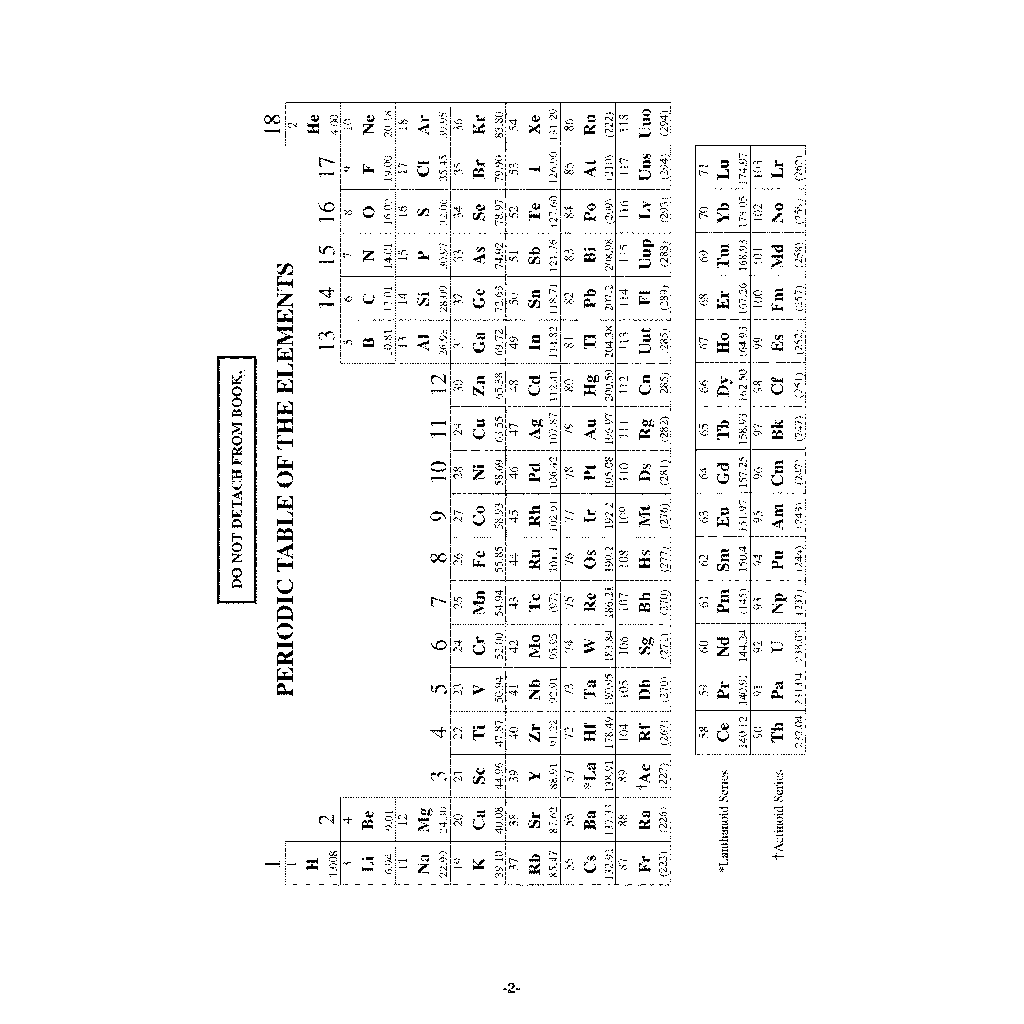 DO NOT DETACH FROM BOOK.
PERIODIC TABLE OF THE ELEMENTS
1 18
1 2
H He
1.008 4.00
2 13 14 15 16 17
3 4 5 6 7 8 9 10
Li Be B C N O F Ne
6.94 9.01 10.81 12.01 14.01 16.00 19.00 20.18
11 12 13 14 15 16 17 18
Na Mg Al Si P S Cl Ar
22.99 24.30 26.98 28.09 30.97 32.06 35.45 39.95
3 4 5 6 7 8 9 10 11 12
19 20 21 22 23 24 25 26 27 28 29 30 31 32 33 34 35 36
K Ca Sc Ti V Cr Mn Fe Co Ni Cu Zn Ga Ge As Se Br Kr
39.10 40.08 44.96 47.87 50.94 52.00 54.94 55.85 58.93 58.69 63.55 65.38 69.72 72.63 74.92 78.97 79.90 83.80
37 38 39 40 41 42 43 44 45 46 47 48 49 50 51 52 53 54
Rb Sr Y Zr Nb Mo Tc Ru Rh Pd Ag Cd In Sn Sb Te I Xe
85.47 87.62 88.91 91.22 92.91 95.95 (97) 101.1 102.91 106.42 107.87 112.41 114.82 118.71 121.76 127.60 126.90 131.29
55 56 57 72 73 74 75 76 77 78 79 80 81 82 83 84 85 86
Cs Ba *La Hf Ta W Re Os Ir Pt Au Hg Tl Pb Bi Po At Rn
132.91 137.33 138.91 178.49 180.95 183.84 186.21 190.2 192.2 195.08 196.97 200.59 204.38 207.2 208.98 (209) (210) (222)
87 88 89 104 105 106 107 108 109 110 111 112 113 114 115 116 117 118
Fr Ra †Ac Rf Db Sg Bh Hs Mt Ds Rg Cn Uut Fl Uup Lv Uus Uuo
(223) (226) (227) (267) (270) (271) (270) (277) (276) (281) (282) (285) (285) (289) (288) (293) (294) (294)
58 59 60 61 62 63 64 65 66 67 68 69 70 71
*Lanthanoid Series Ce Pr Nd Pm Sm Eu Gd Tb Dy Ho Er Tm Yb Lu
140.12 140.91 144.24 (145) 150.4 151.97 157.25 158.93 162.50 164.93 167.26 168.93 173.05 174.97
90 91 92 93 94 95 96 97 98 99 100 101 102 103
†Actinoid Series Th Pa U Np Pu Am Cm Bk Cf Es Fm Md No Lr
232.04 231.04 238.03 (237) (244) (243) (247) (247) (251) (252) (257) (258) (259) (262)
-2-